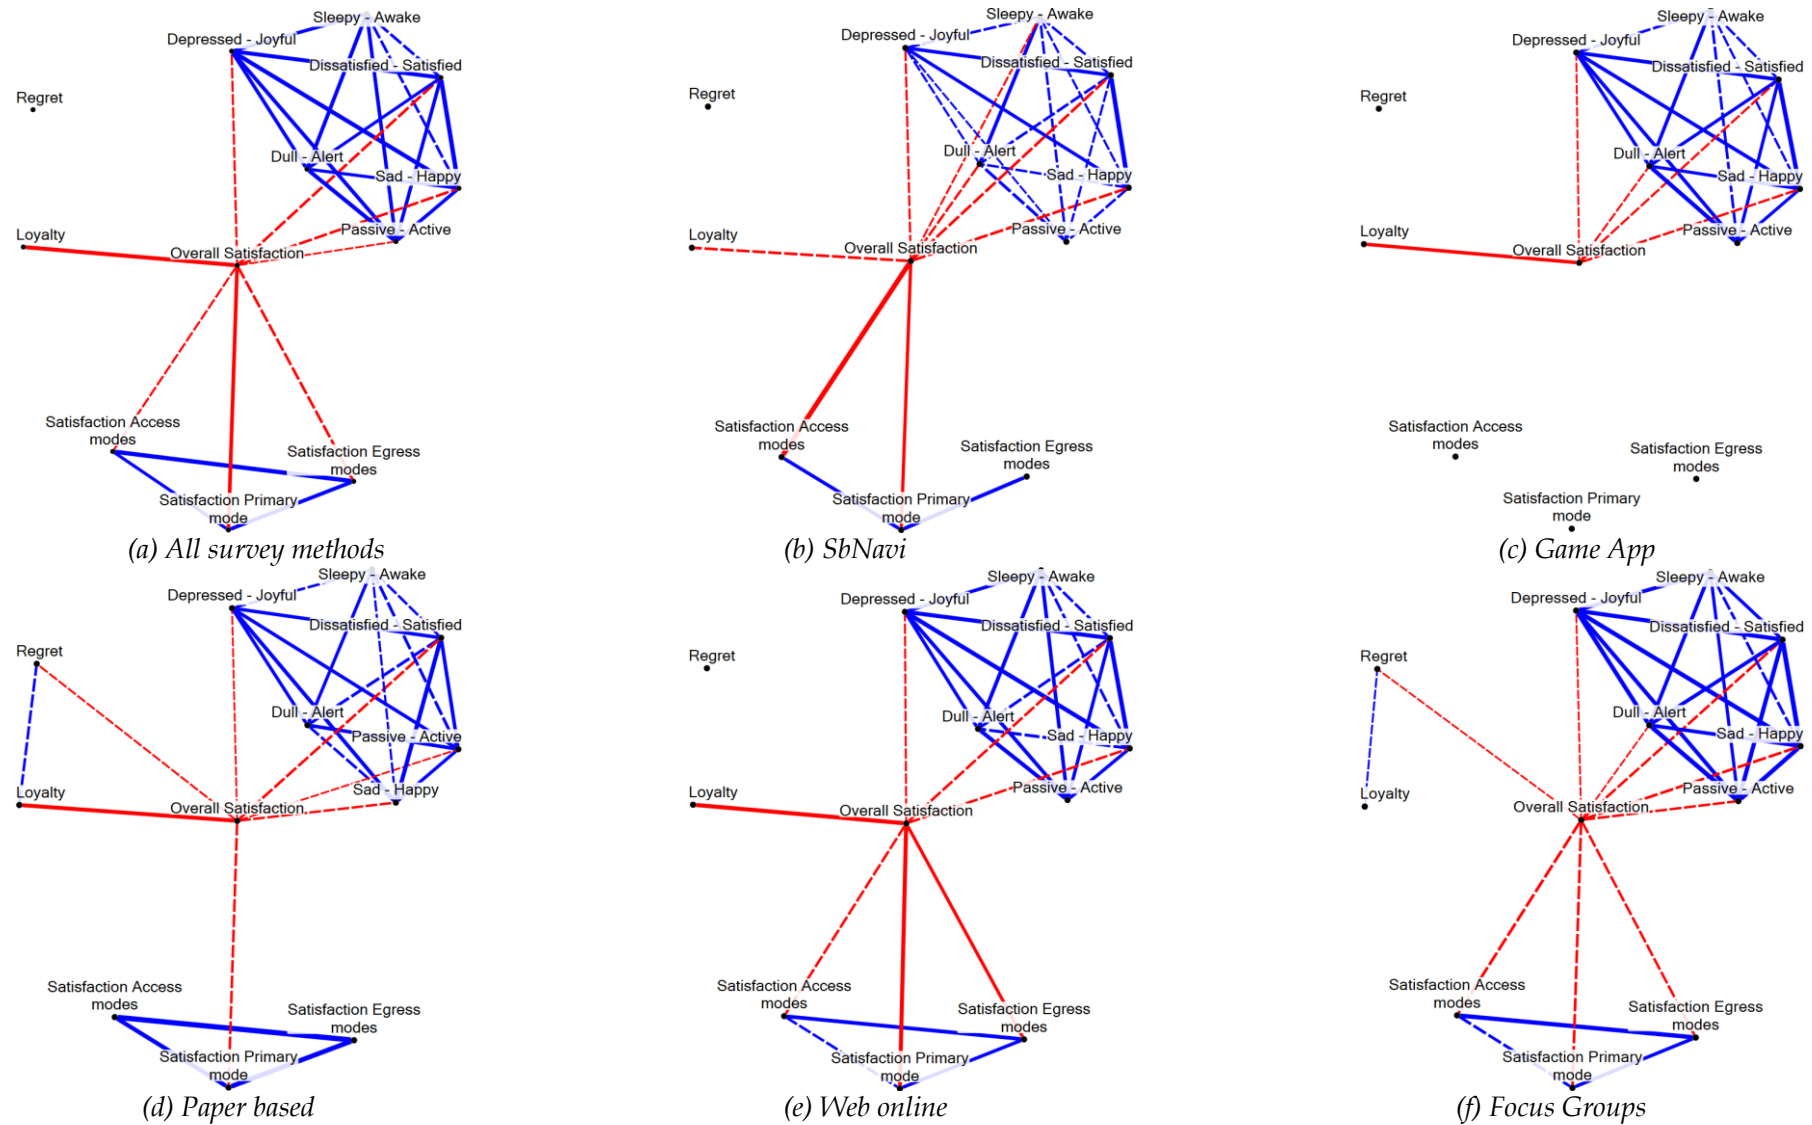 Sleepy - Awake
Depressed - Joyful
Dissatisfied - Satisfied
Regret
Dull - Alert
Sad - Happy
Passive - Active
Loyalty
Overall Satisfaction
Satisfaction Access
modes
Satisfaction Egress
modes
Satisfaction Primary
mode
(a) All survey methods
Sleepy - Awake
Depressed - Joyful
Dissatisfied - Satisfied
Regret
Dull - Alert
Sad - Happy
Passive - Active
Loyalty
Overall Satisfaction
Satisfaction Access
modes
Satisfaction Egress
modes
Satisfaction Primary
mode
(b) SbNavi
Sleepy - Awake
Depressed - Joyful
Dissatisfied - Satisfied
Regret
Dull - Alert
Sad - Happy
Passive - Active
Loyalty
Overall Satisfaction
Satisfaction Access
modes
Satisfaction Egress
modes
Satisfaction Primary
mode
(c) Game App
Sleepy - Awake
Depressed - Joyful
Dissatisfied - Satisfied
Regret
Dull - Alert
Passive - Active
Sad - Happy
Loyalty
Overall Satisfaction
Satisfaction Access
modes
Satisfaction Egress
modes
Satisfaction Primary
mode
(d) Paper based
Sleepy - Awake
Depressed - Joyful
Dissatisfied - Satisfied
Regret
Dull - Alert
Sad - Happy
Passive - Active
Loyalty
Overall Satisfaction
Satisfaction Access
modes
Satisfaction Egress
modes
Satisfaction Primary
mode
(e) Web online
Sleepy - Awake
Depressed - Joyful
Dissatisfied - Satisfied
Regret
Dull - Alert
Sad - Happy
Passive - Active
Loyalty
Overall Satisfaction
Satisfaction Access
modes
Satisfaction Egress
modes
Satisfaction Primary
mode
(f) Focus Groups